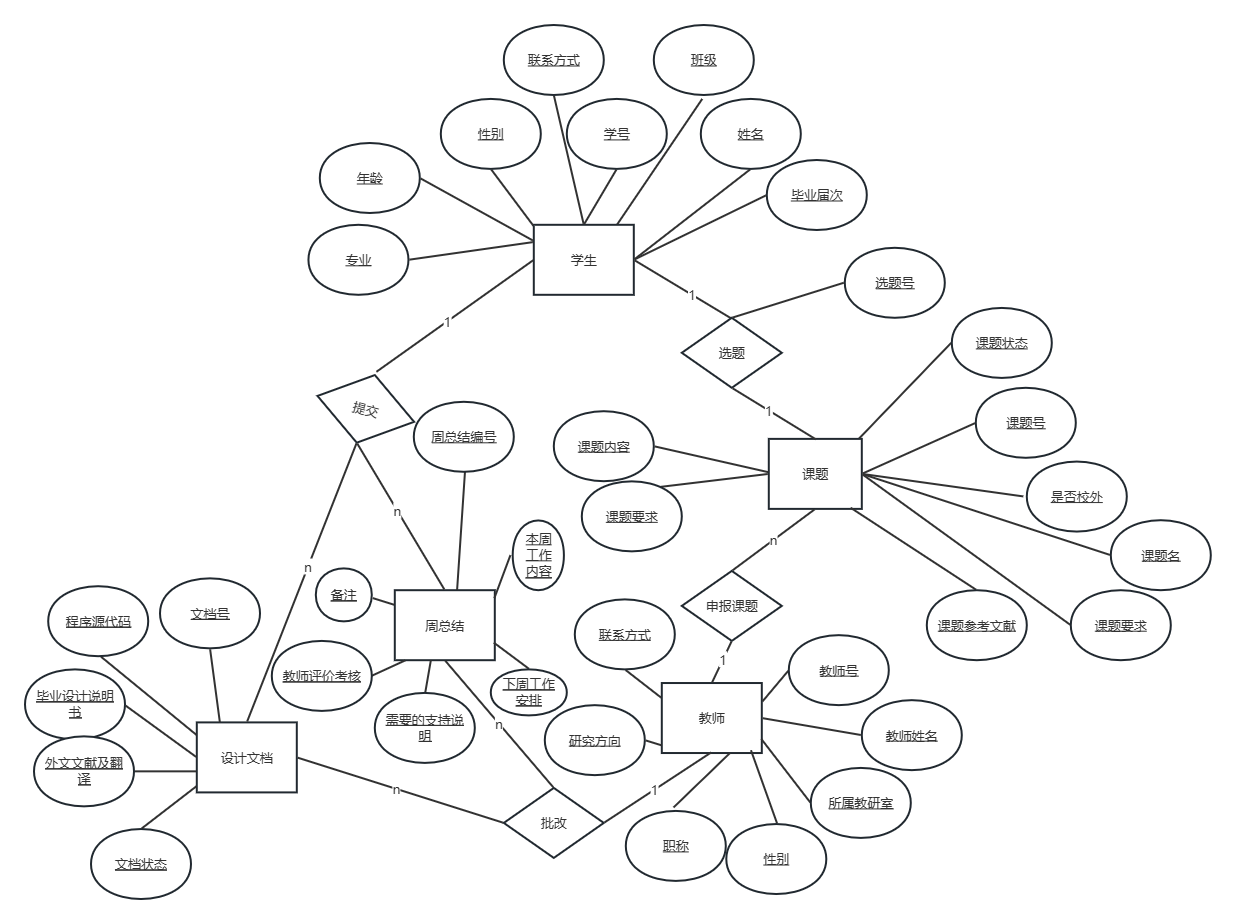 联系方式
班级
性别
学号
姓名
年龄
毕业届次
专业
学生
选题号
1
1
课题状态
选题
提交
1
课题号
周总结编号
课题内容
课题
是否校外
n
课题要求
n
本周
工作
内容
课题名
n
备注
申报课题
程序源代码
文档号
周总结
联系方式
课题参考文献
课题要求
1
教师评价考核
教师号
下周工作
安排
毕业设计说明
书
需要的支持说
明
n
教师
教师姓名
研究方向
设计文档
外文文献及翻
译
n
1
所属教研室
批改
职称
性别
文档状态